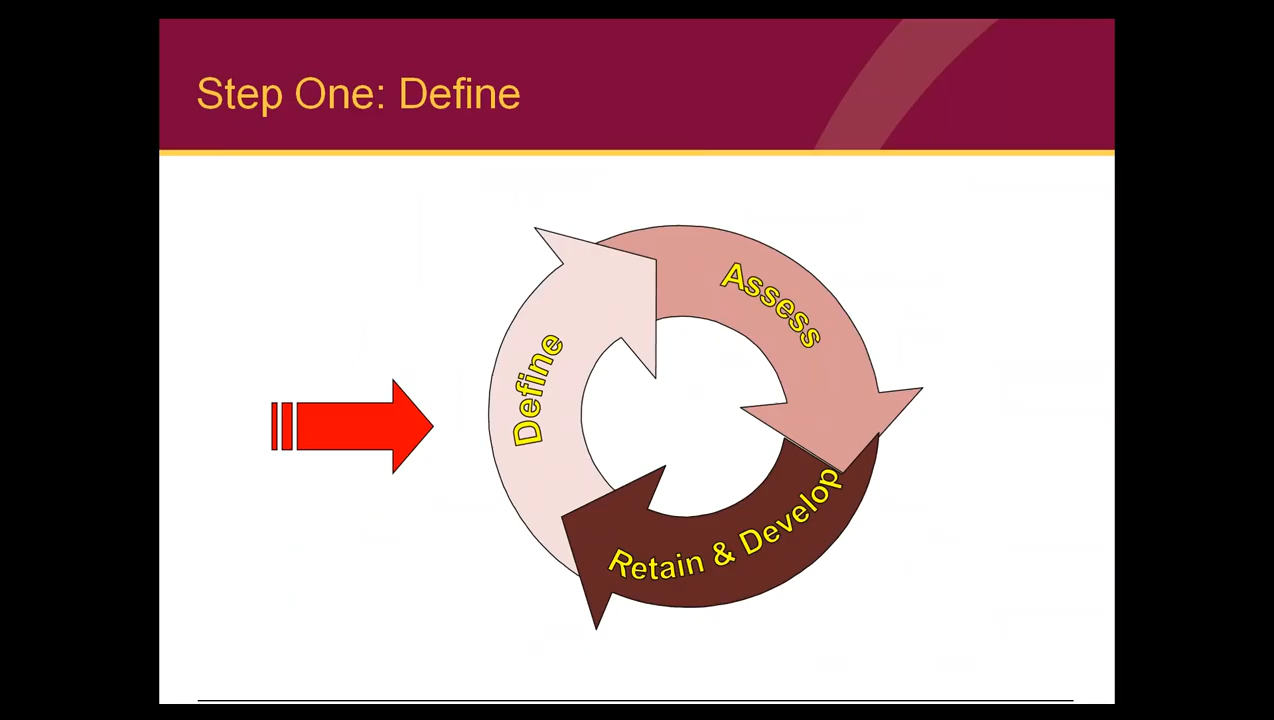 Step One: Define
Define
Assess
Retain & Develop